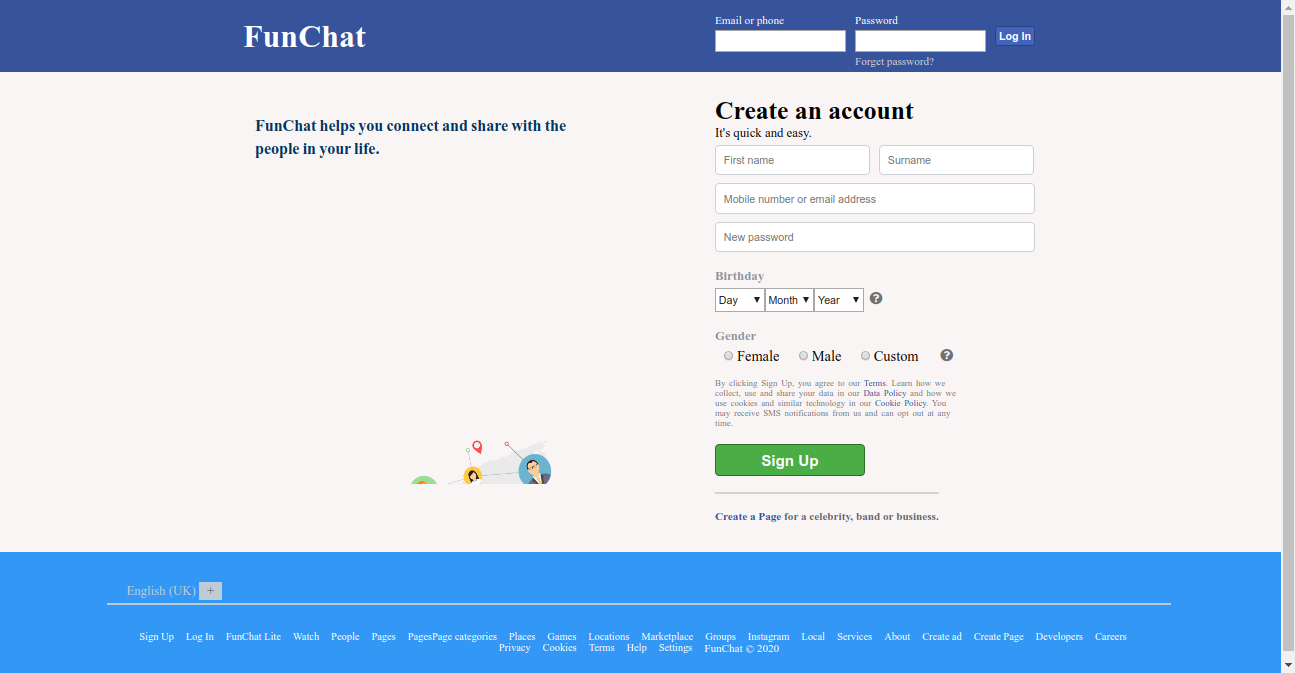 FunChat
Email or phone
Password
Log In
Forget password?
FunChat helps you connect and share with the
people in your life.
Create an account
It's quick and easy.
First name
Surname
Mobile number or email address
New password
Birthday
Day Month Year ?
Gender
Female Male Custom ?
By clicking Sign Up, you agree to our Terms. Learn how we
collect, use and share your data in our Data Policy and how we
use cookies and similar technology in our Cookie Policy. You
may receive SMS notifications from us and can opt out at any
time.
Sign Up
Create a Page for a celebrity, band or business.
English (UK) +
Sign Up Log In FunChat Lite Watch People Pages PagesPage categories Places Games Locations Marketplace Groups Instagram Local Services About Create ad Create Page Developers Careers
Privacy Cookies Terms Help Settings FunChat © 2020